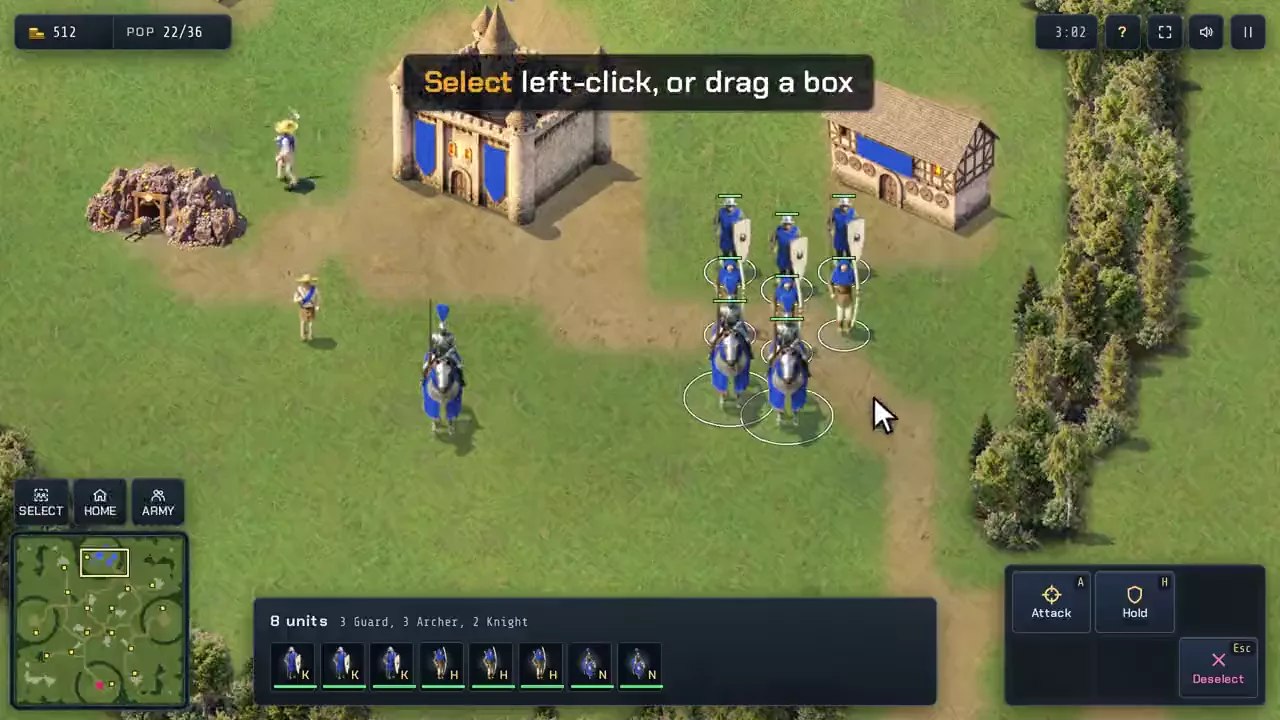 512 POP 22/36
3:02 ?
Select left-click, or drag a box
SELECT HOME ARMY
8 units 3 Guard, 3 Archer, 2 Knight
K K K H H H N N
A H
Attack Hold
Esc
Deselect